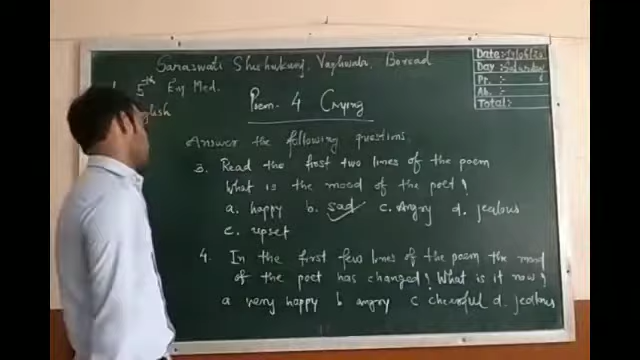 Saraswati Shishukunj, Vaghwala, Borsad
5th Eng Med.
Poem. 4 Crying
Answer the following questions.
3. Read the first two lines of the poem
What is the mood of the poet?
a. happy b. sad c. Angry d. jealous
e. upset
4. In the first few lines of the poem the mood
of the poet has changed! What is it now?
a very happy b angry c cheerful d. jealous
Date:
Day :- Saturday
Pr. :-
Ab. :-
Total:-